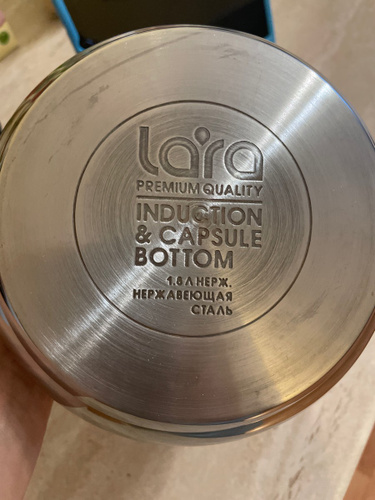 Lara
PREMIUM QUALITY
INDUCTION
& CAPSULE
BOTTOM
1.8 Л НЕРЖ.
НЕРЖАВЕЮЩАЯ
СТАЛЬ